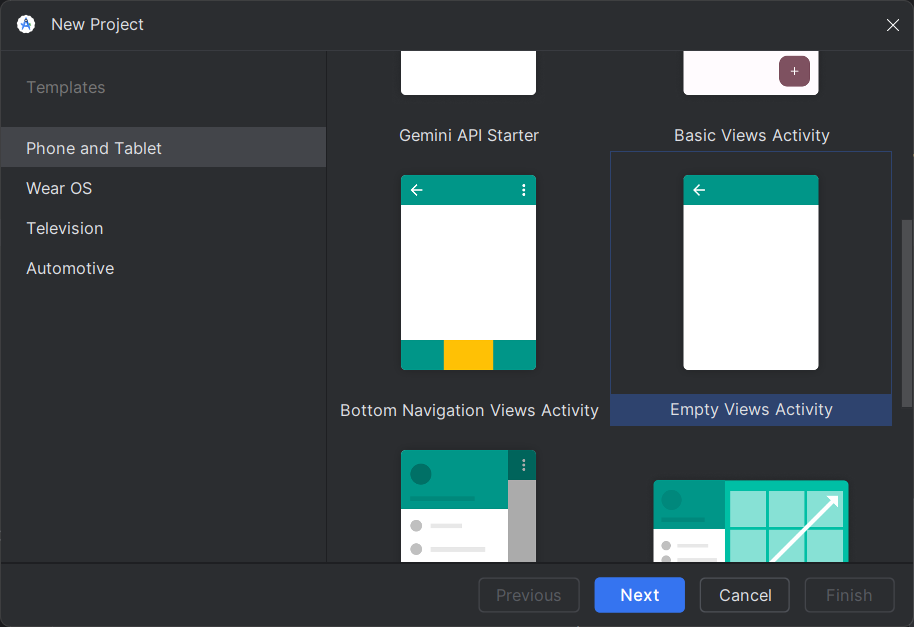 New Project
Templates
Phone and Tablet
Wear OS
Television
Automotive
Gemini API Starter
Basic Views Activity
Bottom Navigation Views Activity
Empty Views Activity
Previous
Next
Cancel
Finish